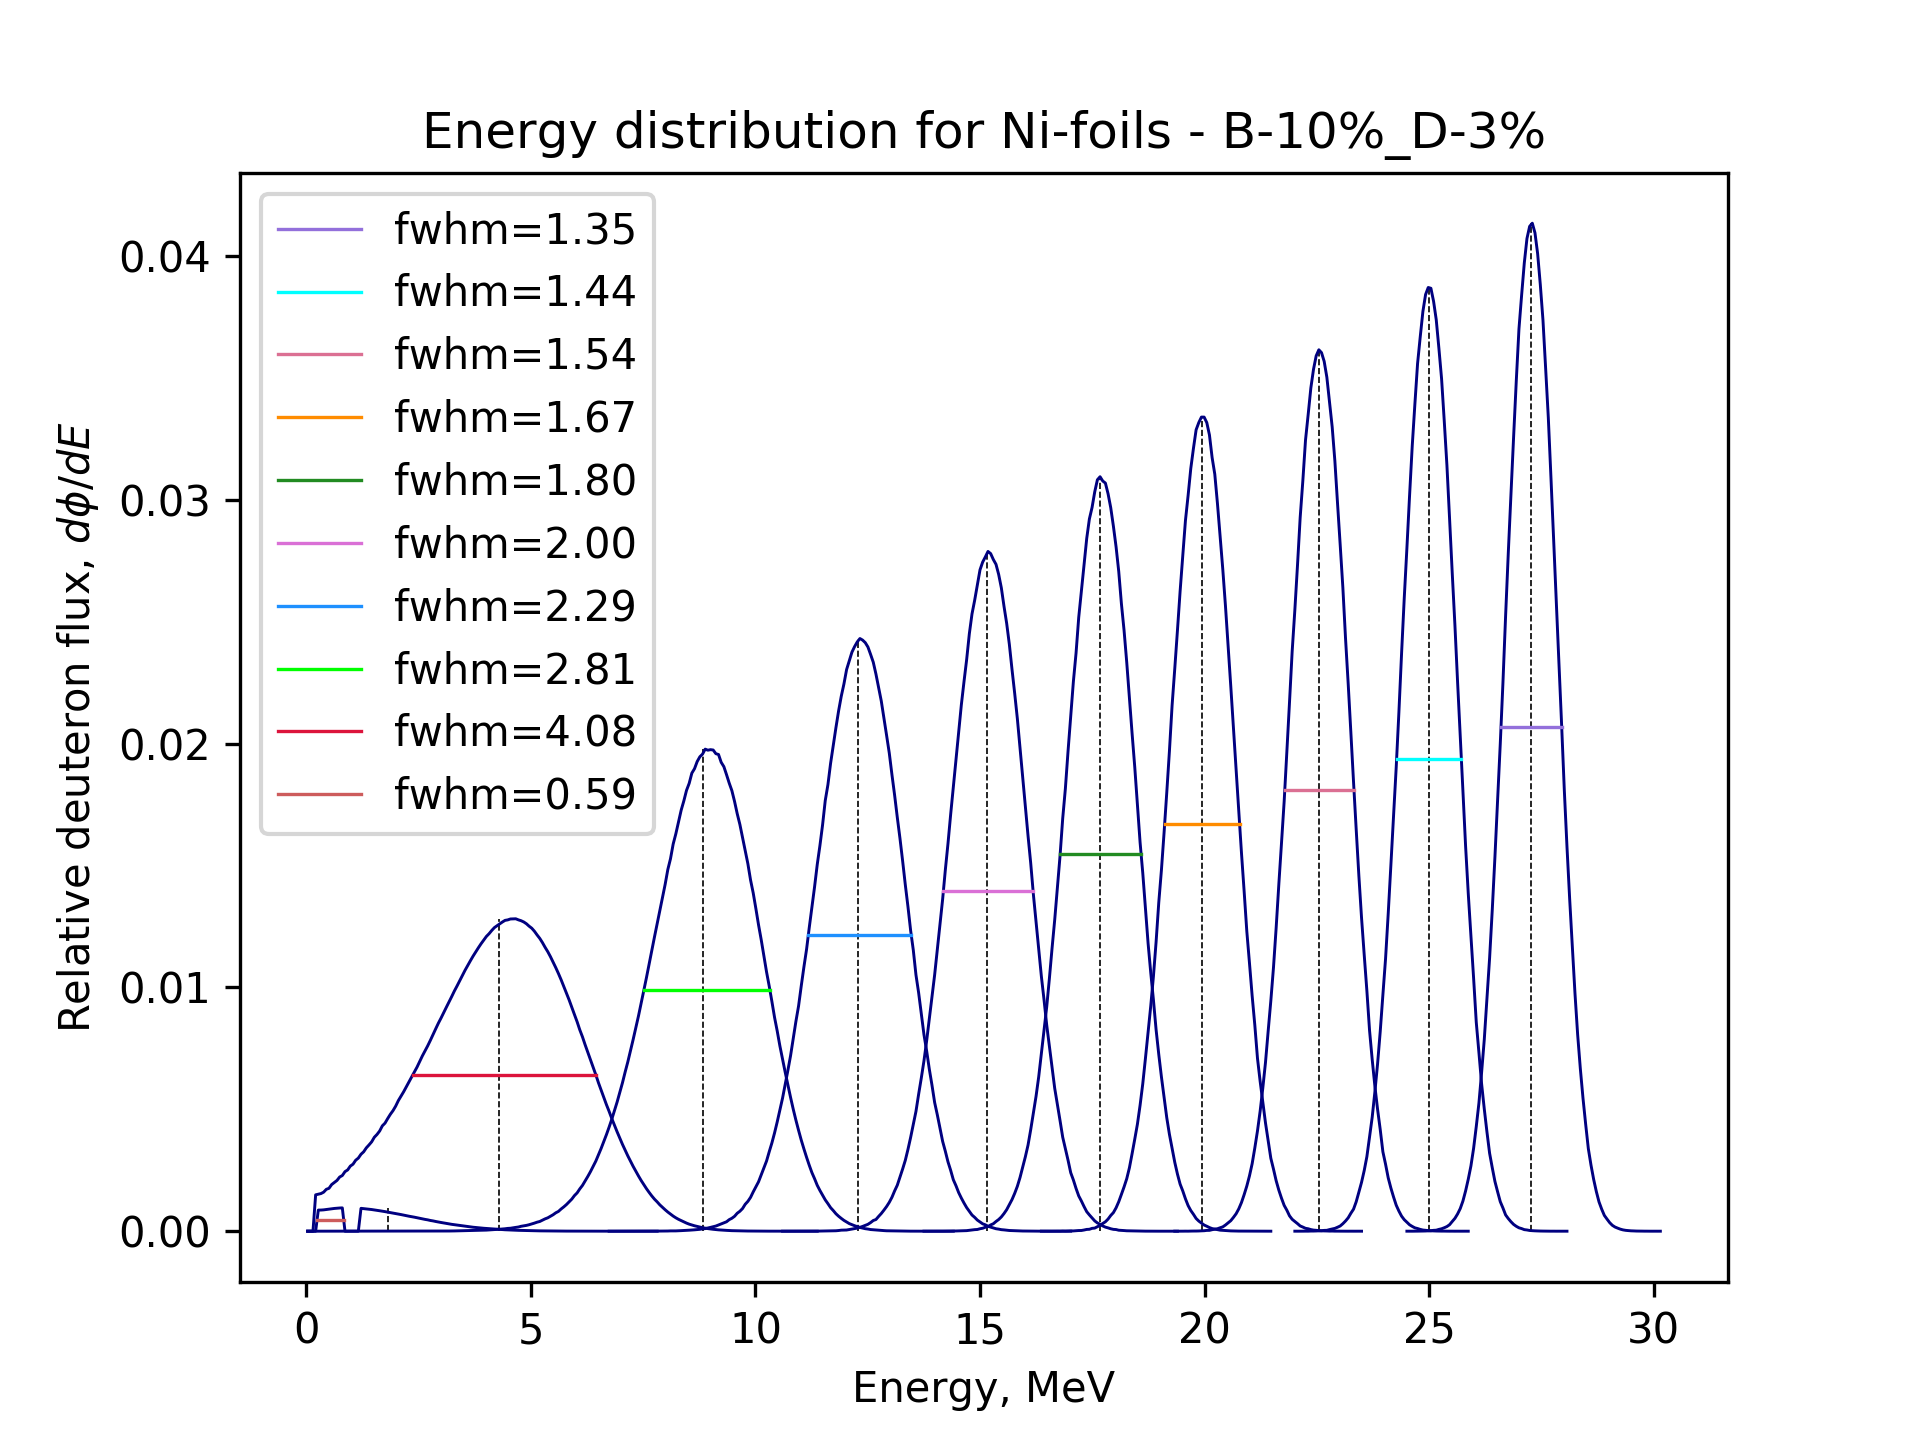 Energy distribution for Ni-foils - B-10%_D-3%
fwhm=1.35
fwhm=1.44
fwhm=1.54
fwhm=1.67
fwhm=1.80
fwhm=2.00
fwhm=2.29
fwhm=2.81
fwhm=4.08
fwhm=0.59
0.04
0.03
0.02
0.01
0.00
Relative deuteron flux, dϕ/dE
0 5 10 15 20 25 30
Energy, MeV